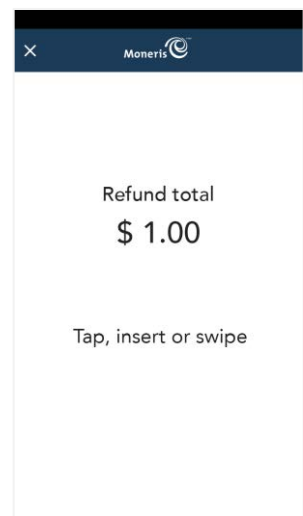 Moneris
Refund total
$ 1.00
Tap, insert or swipe